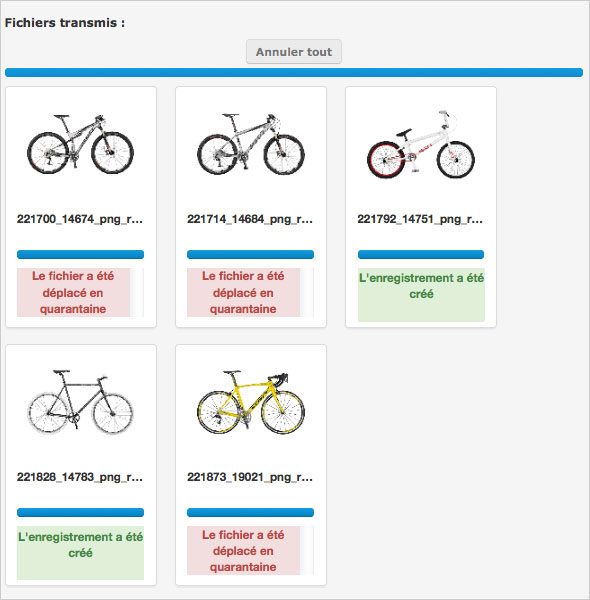 Fichiers transmis :
Annuler tout
221700_14674_png_r...
221714_14684_png_r...
221792_14751_png_r...
Le fichier a été
déplacé en
quarantaine
Le fichier a été
déplacé en
quarantaine
L'enregistrement a été
créé
221828_14783_png_r...
221873_19021_png_r...
L'enregistrement a été
créé
Le fichier a été
déplacé en
quarantaine